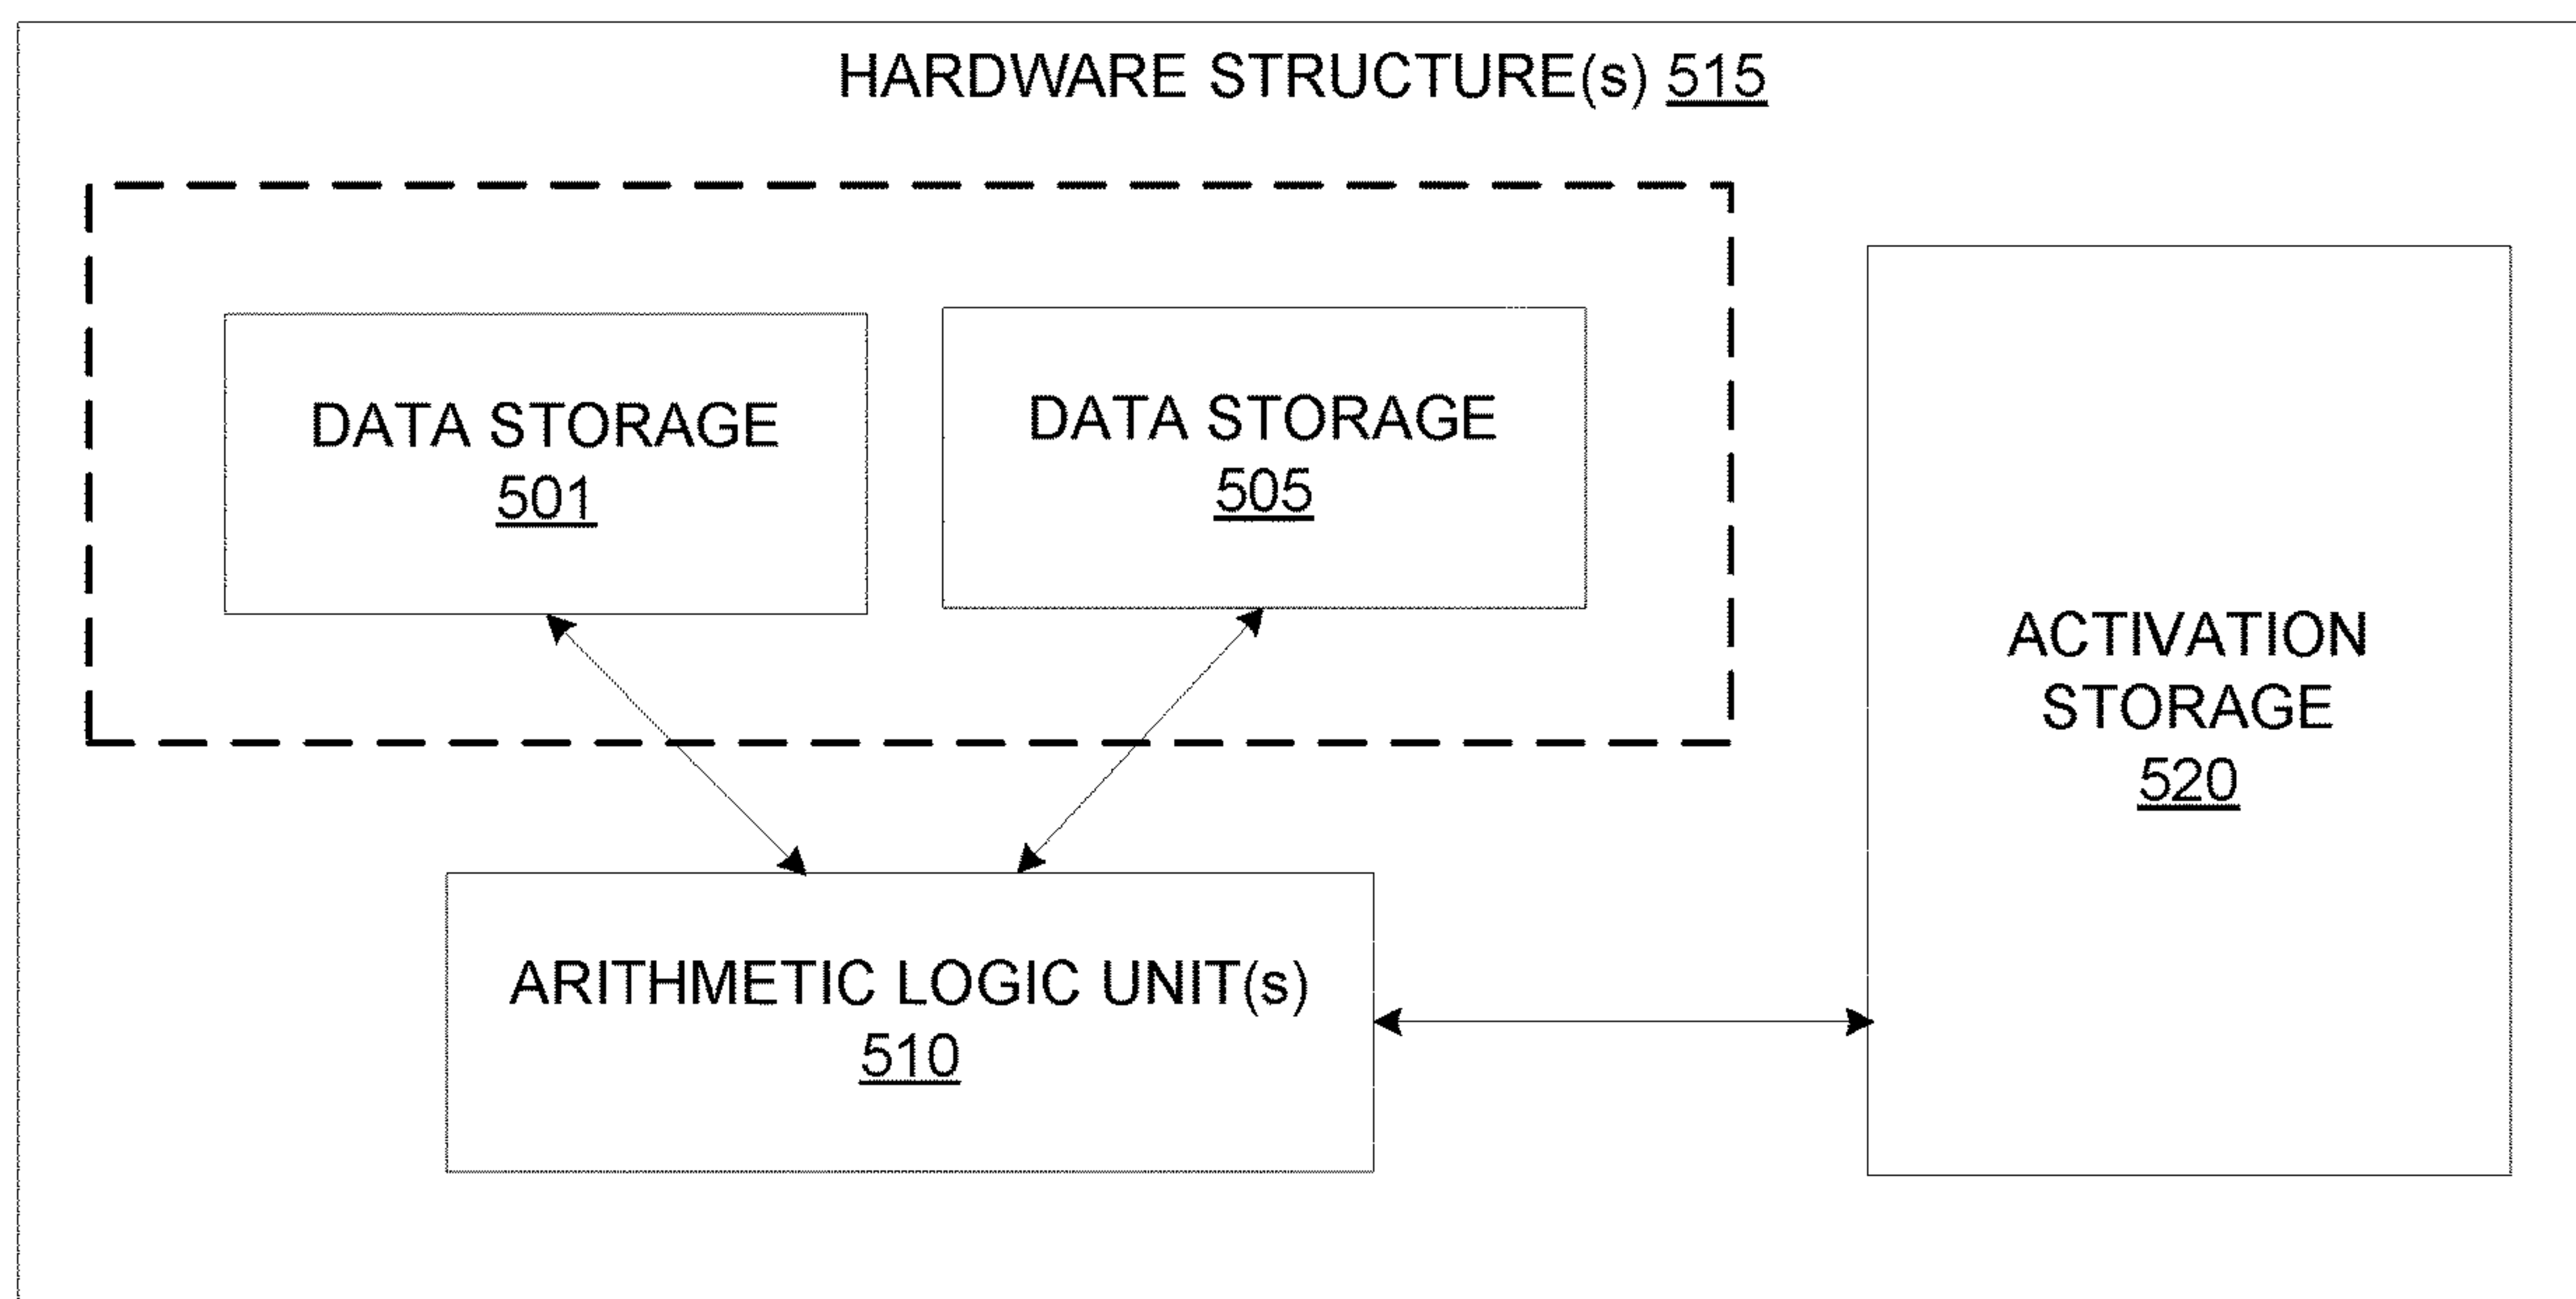 HARDWARE STRUCTURE(s) 515
DATA STORAGE
501
DATA STORAGE
505
ACTIVATION
STORAGE
520
ARITHMETIC LOGIC UNIT(s)
510